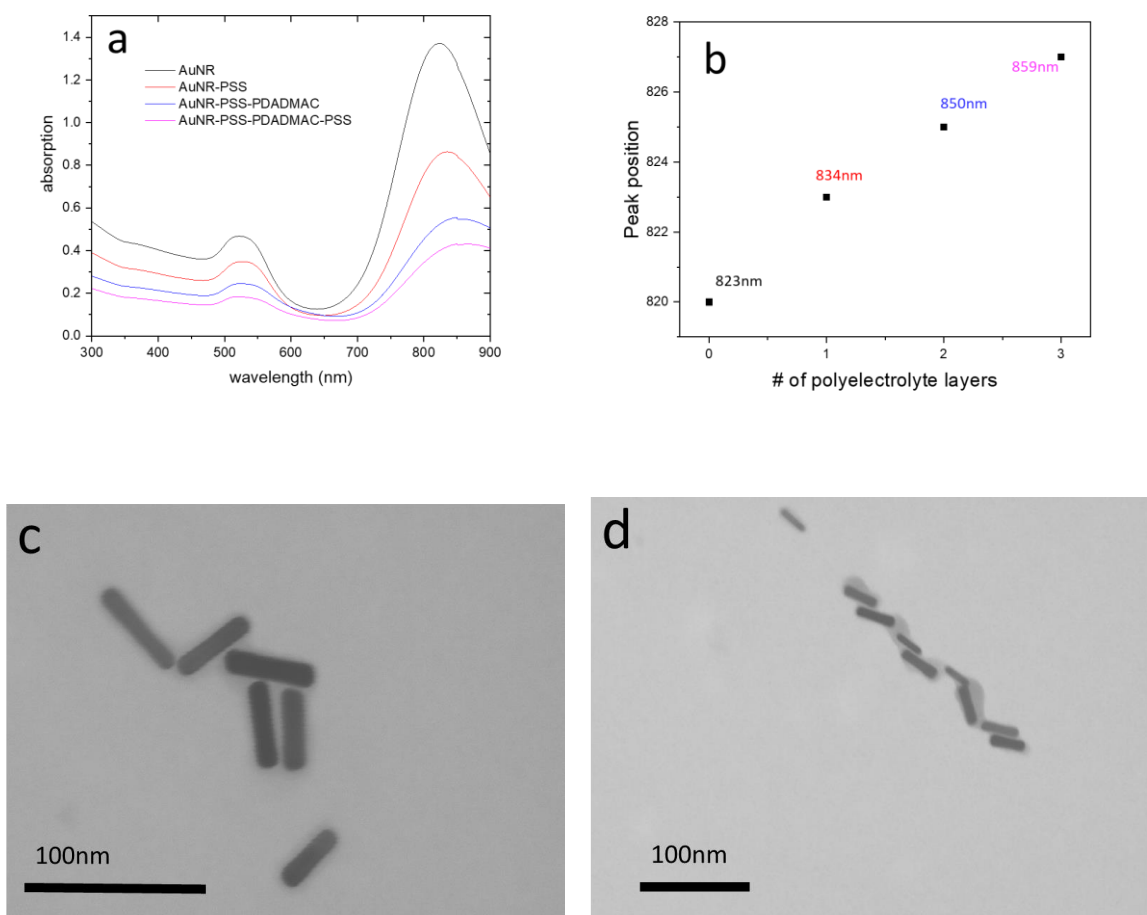 a
AuNR
AuNR-PSS
AuNR-PSS-PDADMAC
AuNR-PSS-PDADMAC-PSS
1.4
1.2
1.0
0.8
0.6
0.4
0.2
0.0
absorption
300 400 500 600 700 800 900
wavelength (nm)
b
828
826
824
822
820
Peak position
859nm
850nm
834nm
823nm
0 1 2 3
# of polyelectrolyte layers
c
100nm
d
100nm